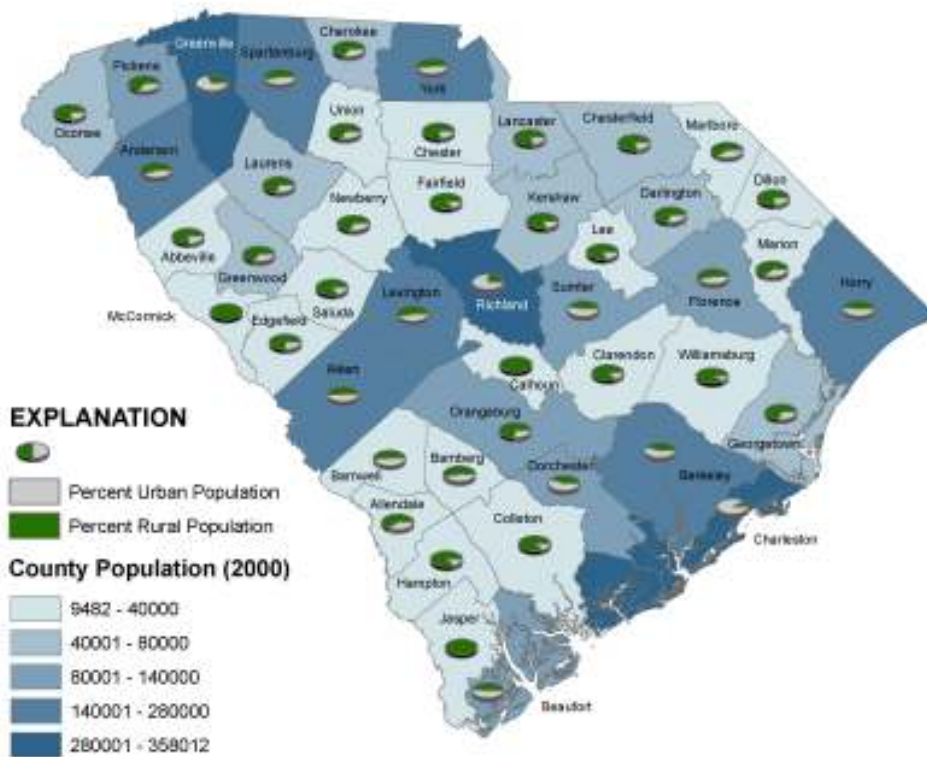 Cherokee
Greenville
Spartanburg
York
Pickens
Oconee
Union
Chester
Lancaster
Chesterfield
Marlboro
Anderson
Laurens
Newberry
Fairfield
Kershaw
Darlington
Dillon
Lee
Marion
Abbeville
Greenwood
Saluda
Lexington
Richland
Sumter
Florence
Horry
McCormick
Edgefield
Aiken
Calhoun
Clarendon
Williamsburg
Orangeburg
Georgetown
Barnwell
Bamberg
Dorchester
Berkeley
Allendale
Colleton
Charleston
Hampton
Jasper
Beaufort
EXPLANATION
Percent Urban Population
Percent Rural Population
County Population (2000)
9482 - 40000
40001 - 80000
80001 - 140000
140001 - 280000
280001 - 358012